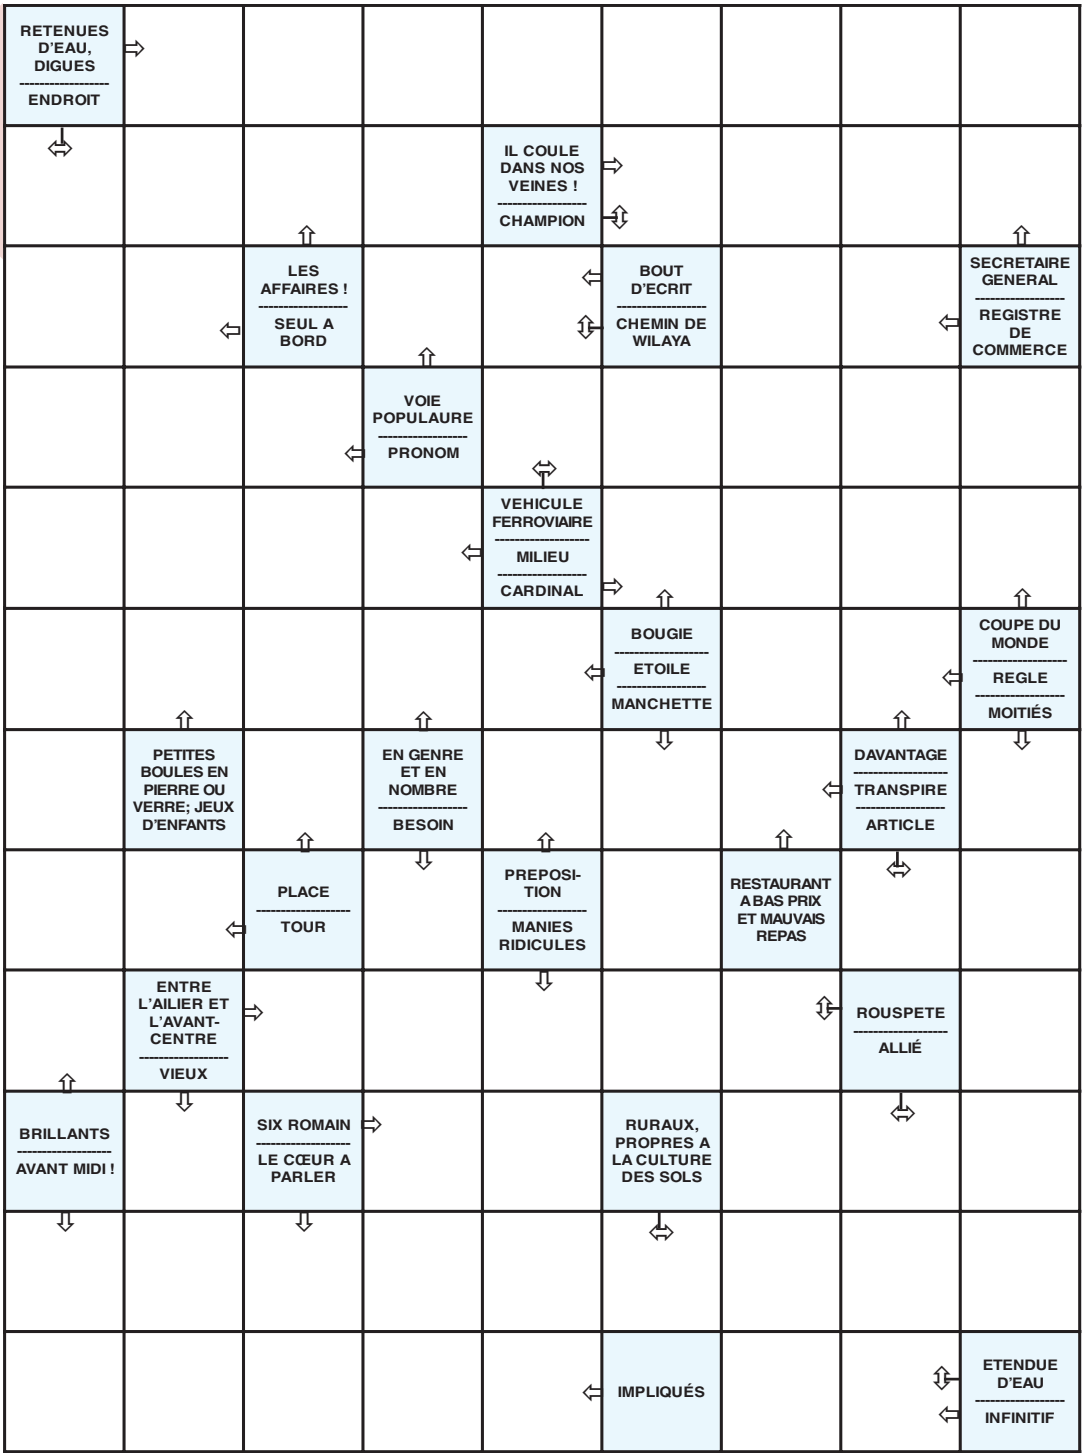 RETENUES
D'EAU,
DIGUES
ENDROIT
IL COULE
DANS NOS
VEINES !
CHAMPION
LES
AFFAIRES !
SEUL A
BORD
BOUT
D'ECRIT
CHEMIN DE
WILAYA
SECRETAIRE
GENERAL
REGISTRE
DE
COMMERCE
VOIE
POPULAURE
PRONOM
VEHICULE
FERROVIAIRE
MILIEU
CARDINAL
BOUGIE
ETOILE
MANCHETTE
COUPE DU
MONDE
REGLE
MOITIÉS
PETITES
BOULES EN
PIERRE OU
VERRE; JEUX
D'ENFANTS
EN GENRE
ET EN
NOMBRE
BESOIN
DAVANTAGE
TRANSPIRE
ARTICLE
PLACE
TOUR
PREPOSI-
TION
MANIES
RIDICULES
RESTAURANT
A BAS PRIX
ET MAUVAIS
REPAS
ENTRE
L'AILIER ET
L'AVANT-
CENTRE
VIEUX
ROUSPETE
ALLIÉ
BRILLANTS
AVANT MIDI !
SIX ROMAIN
LE CŒUR A
PARLER
RURAUX,
PROPRES A
LA CULTURE
DES SOLS
IMPLIQUÉS
ETENDUE
D'EAU
INFINITIF